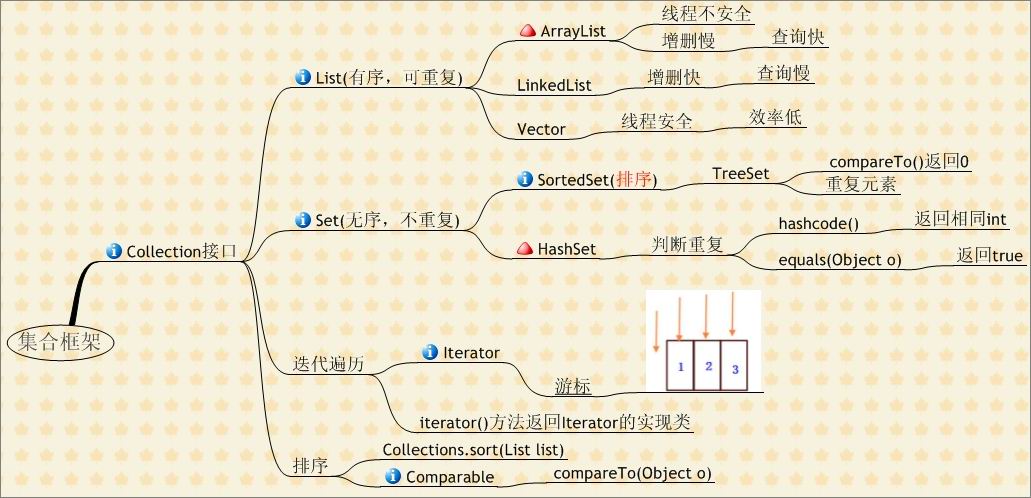 集合框架
Collection接口
List(有序，可重复)
ArrayList
线程不安全
增删慢
查询快
LinkedList
增删快
查询慢
Vector
线程安全
效率低
Set(无序，不重复)
SortedSet(排序)
TreeSet
compareTo()返回0
重复元素
HashSet
判断重复
hashcode()
返回相同int
equals(Object o)
返回true
迭代遍历
Iterator
游标
1 2 3
iterator()方法返回Iterator的实现类
排序
Collections.sort(List list)
Comparable
compareTo(Object o)